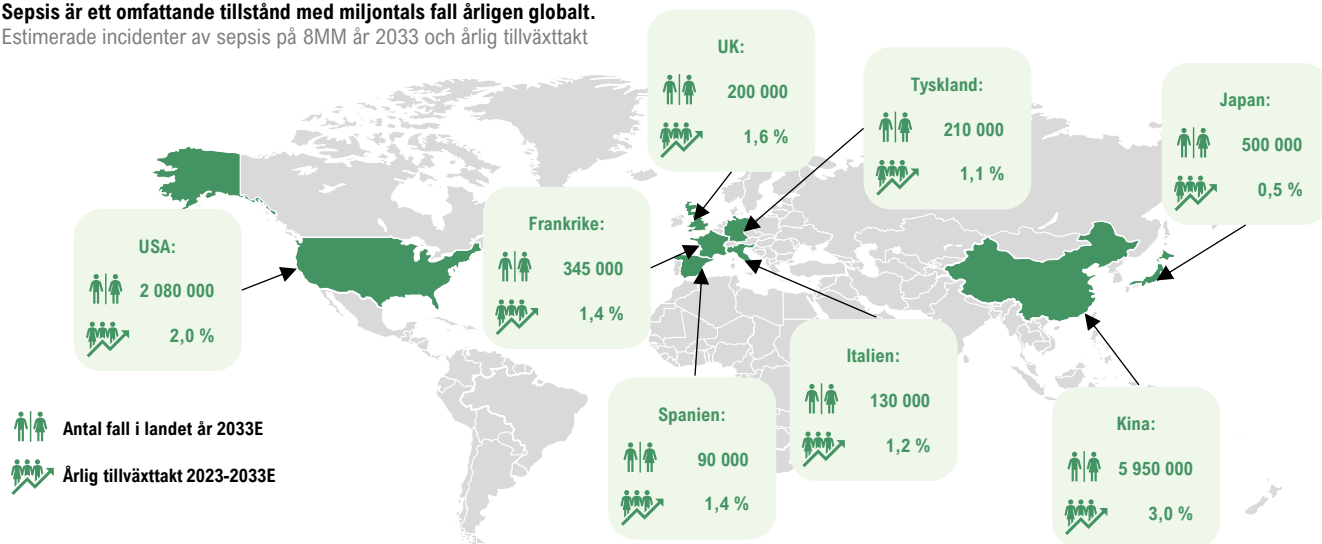 Sepsis är ett omfattande tillstånd med miljontals fall årligen globalt.
Estimerade incidenter av sepsis på 8MM år 2033 och årlig tillväxttakt
UK:
200 000
1,6 %
Tyskland:
210 000
1,1 %
Japan:
500 000
0,5 %
USA:
2 080 000
2,0 %
Frankrike:
345 000
1,4 %
Italien:
130 000
1,2 %
Spanien:
90 000
1,4 %
Kina:
5 950 000
3,0 %
Antal fall i landet år 2033E
Årlig tillväxttakt 2023-2033E